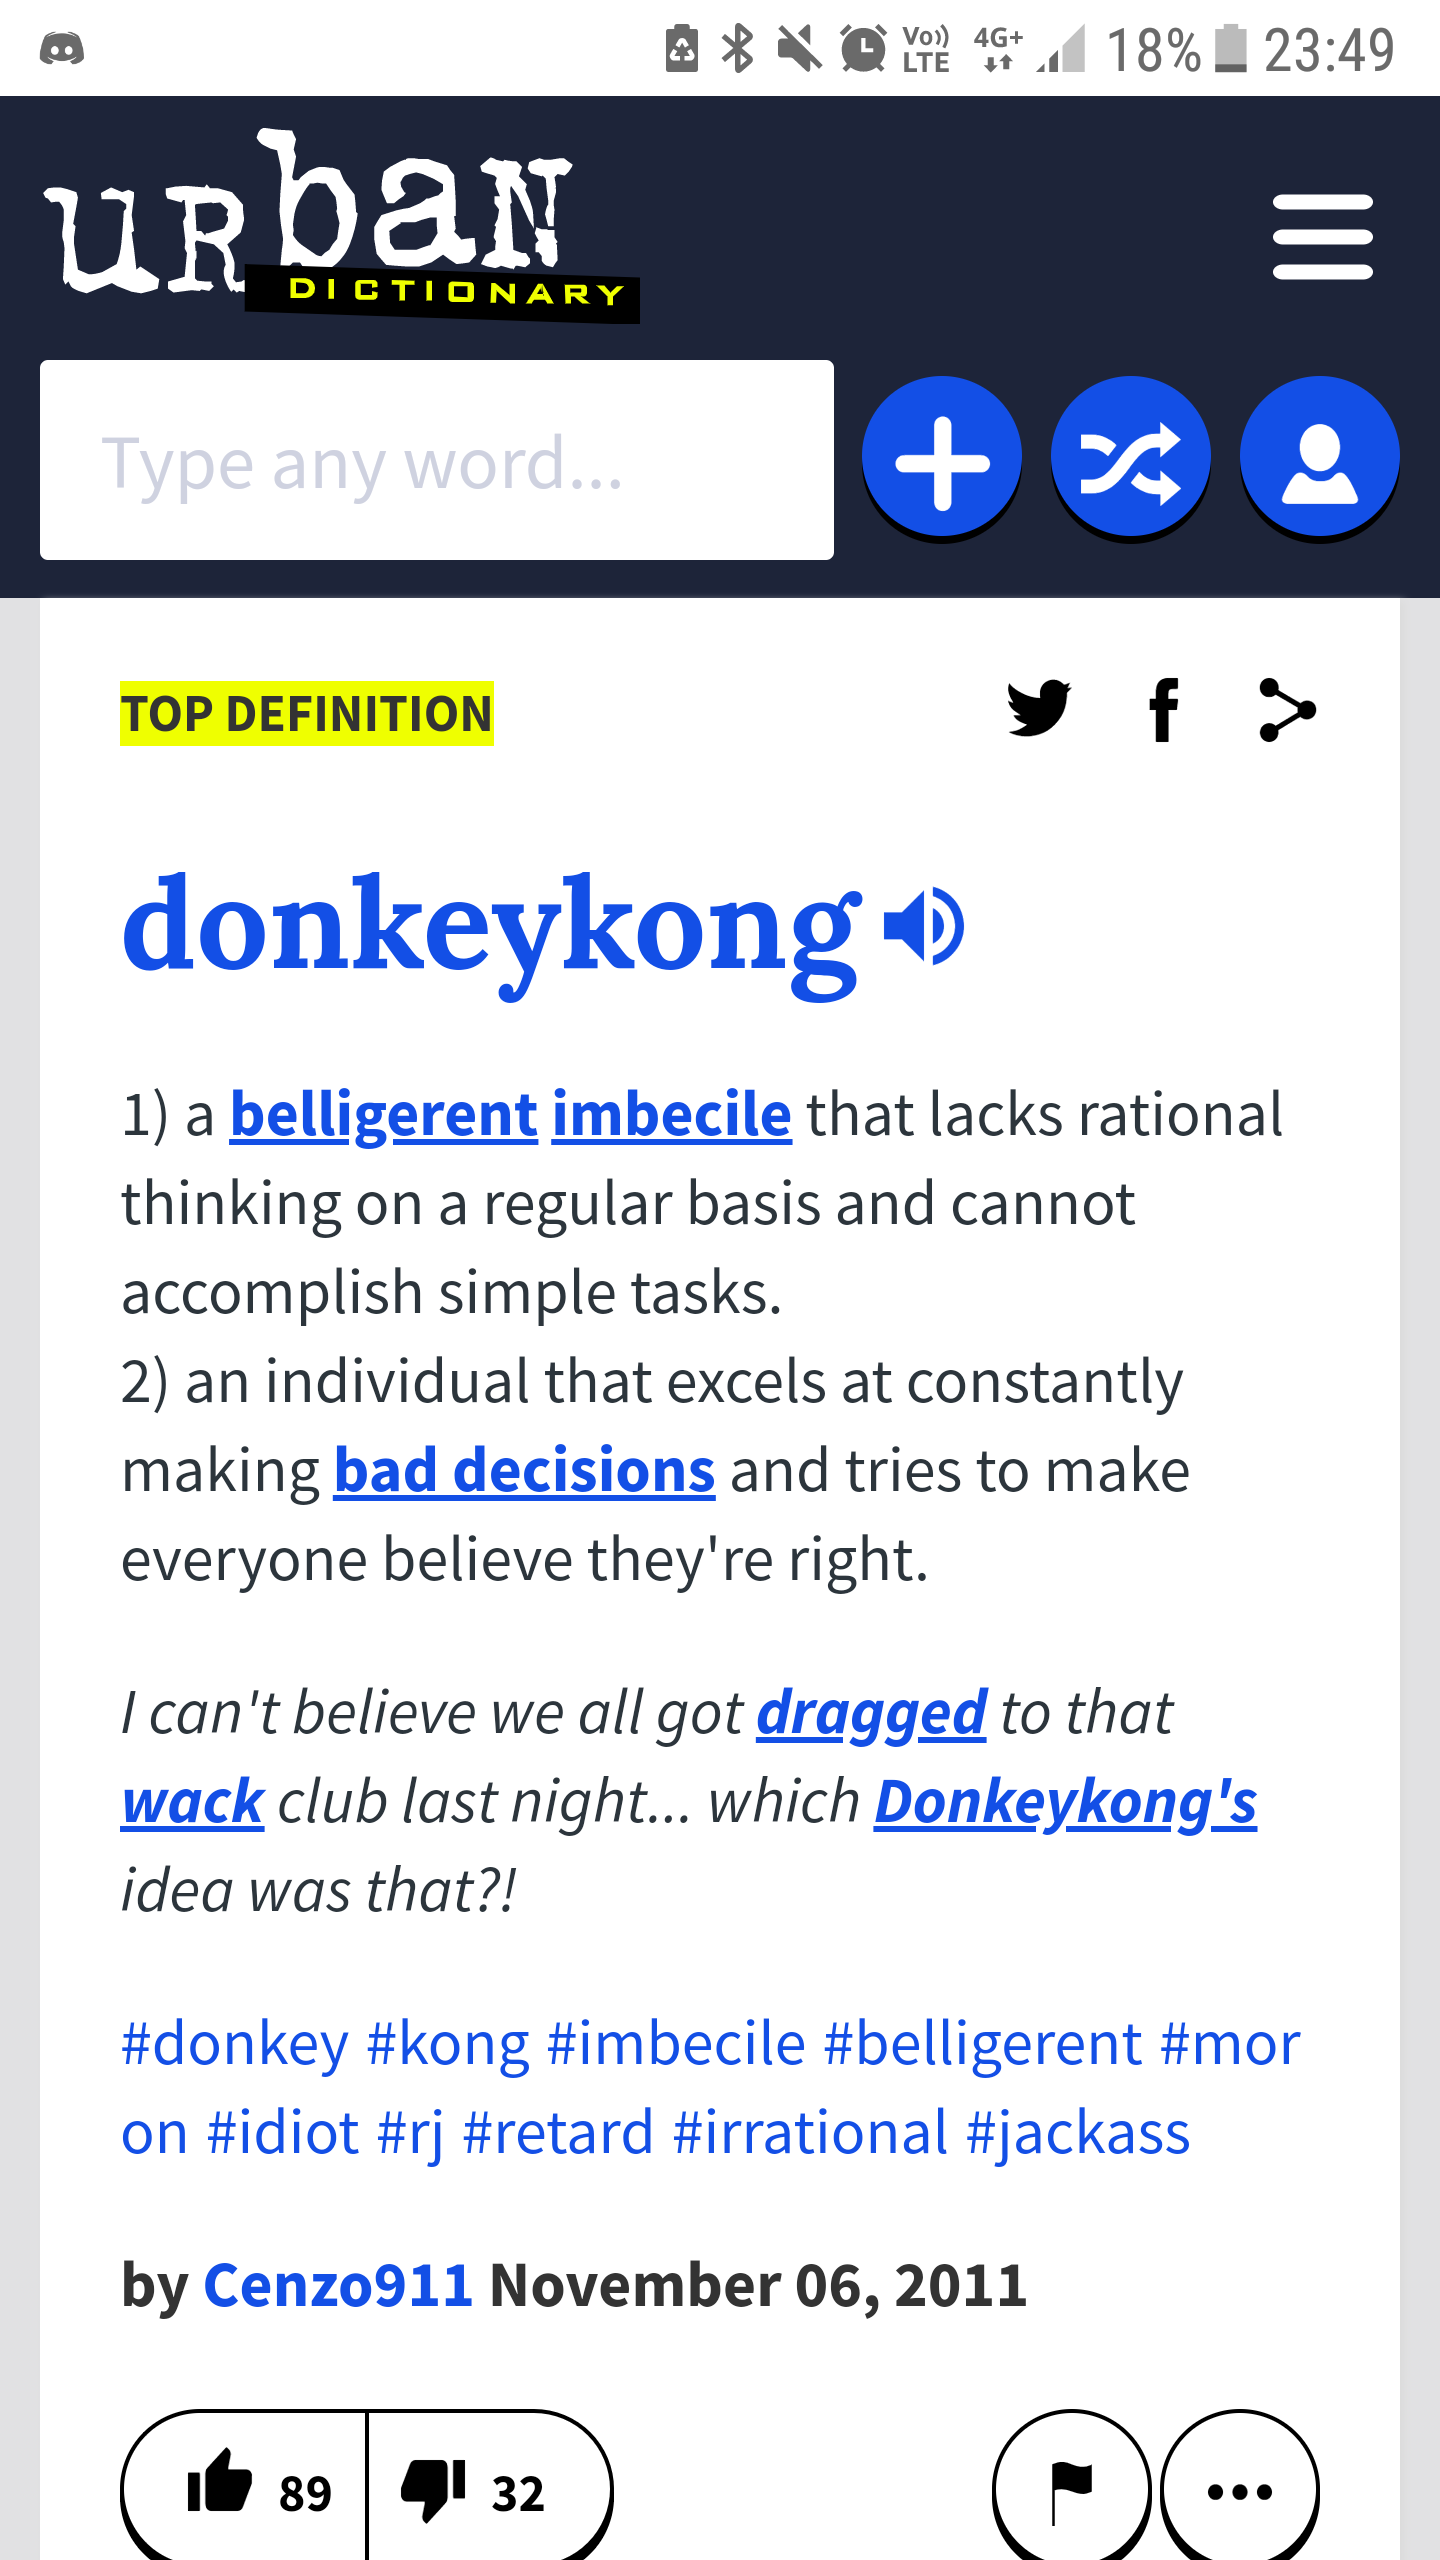 Vo)) LTE 4G+ 18% 23:49
urban
DICTIONARY
Type any word...
TOP DEFINITION
donkeykong
1) a belligerent imbecile that lacks rational
thinking on a regular basis and cannot
accomplish simple tasks.
2) an individual that excels at constantly
making bad decisions and tries to make
everyone believe they're right.
I can't believe we all got dragged to that
wack club last night... which Donkeykong's
idea was that?!
#donkey #kong #imbecile #belligerent #mor
on #idiot #rj #retard #irrational #jackass
by Cenzo911 November 06, 2011
89 32